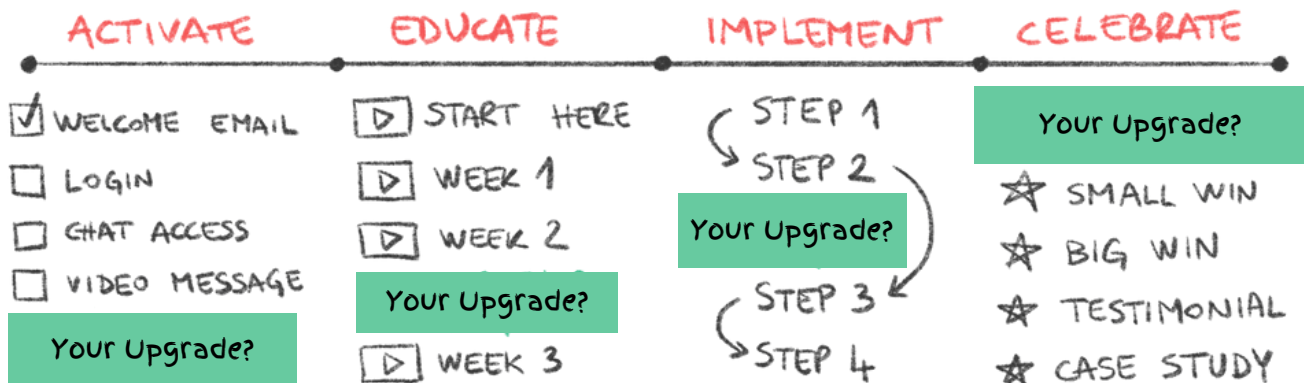 ACTIVATE
WELCOME EMAIL
LOGIN
CHAT ACCESS
VIDEO MESSAGE
Your Upgrade?
EDUCATE
START HERE
WEEK 1
WEEK 2
Your Upgrade?
WEEK 3
IMPLEMENT
STEP 1
STEP 2
Your Upgrade?
STEP 3
STEP 4
CELEBRATE
Your Upgrade?
SMALL WIN
BIG WIN
TESTIMONIAL
CASE STUDY